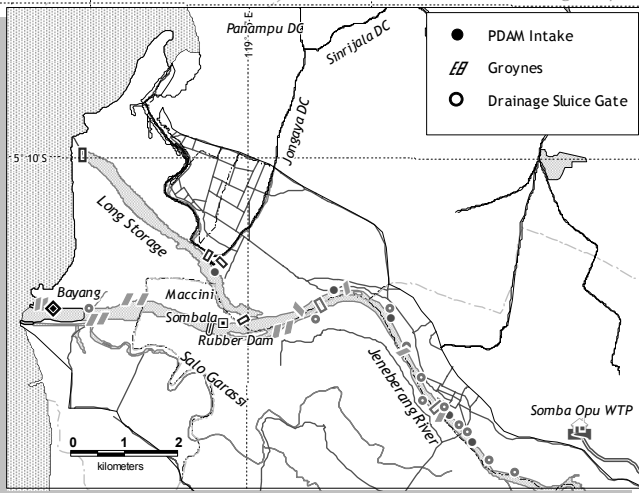 Panampu DC
119° 25' E
Sinrijala DC
PDAM Intake
Groynes
Drainage Sluice Gate
Jongaya DC
5° 10' S
Long Storage
Bayang
Maccini
Sombala
Rubber Dam
Salo Garassi
Jeneberang River
Somba Opu WTP
0 1 2
kilometers